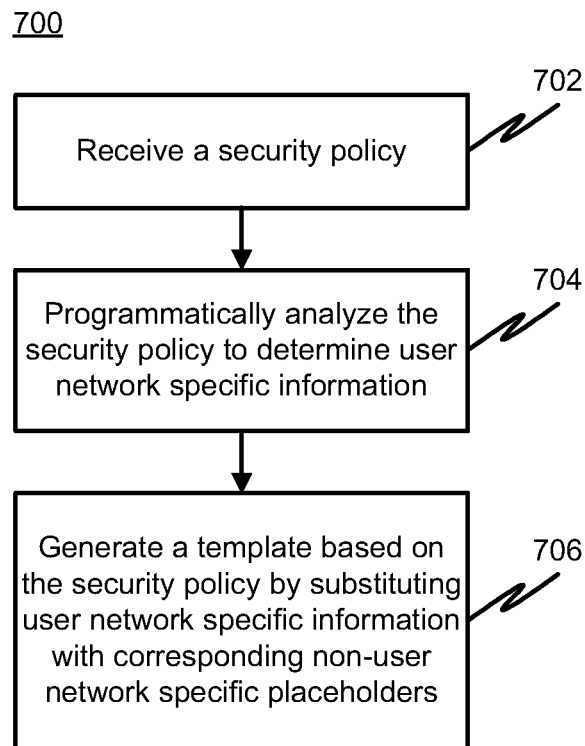 700
702
Receive a security policy
704
Programmatically analyze the
security policy to determine user
network specific information
706
Generate a template based on
the security policy by substituting
user network specific information
with corresponding non-user
network specific placeholders